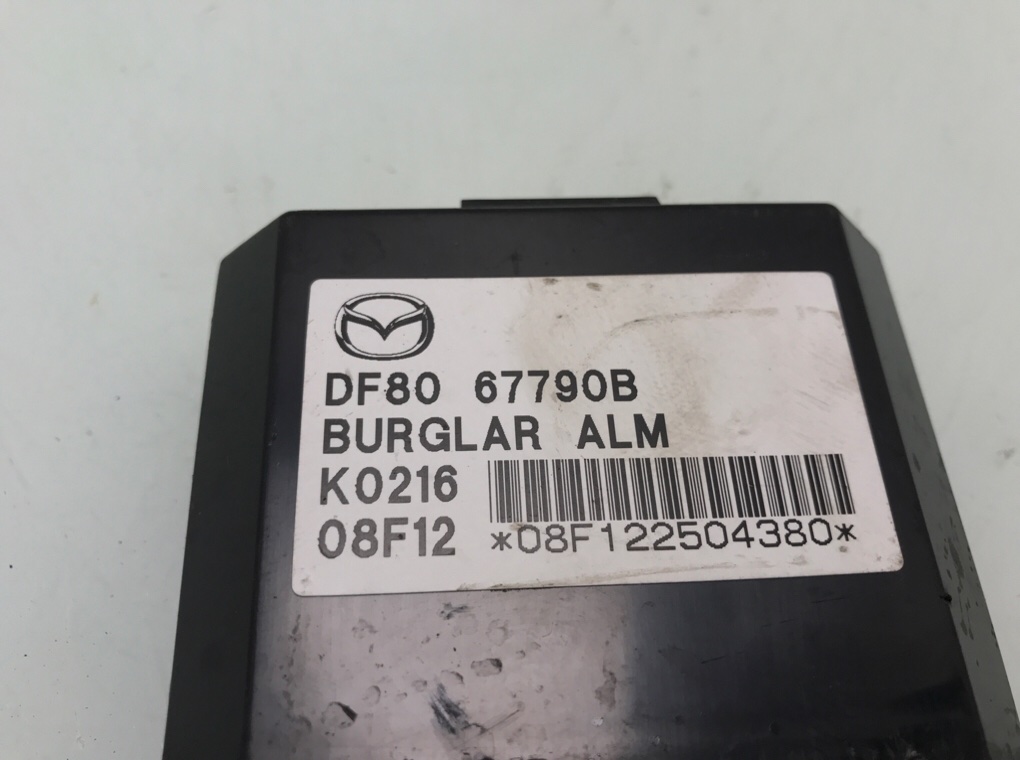 DF80 67790B
BURGLAR ALM
K0216
08F12 *08F122504380*